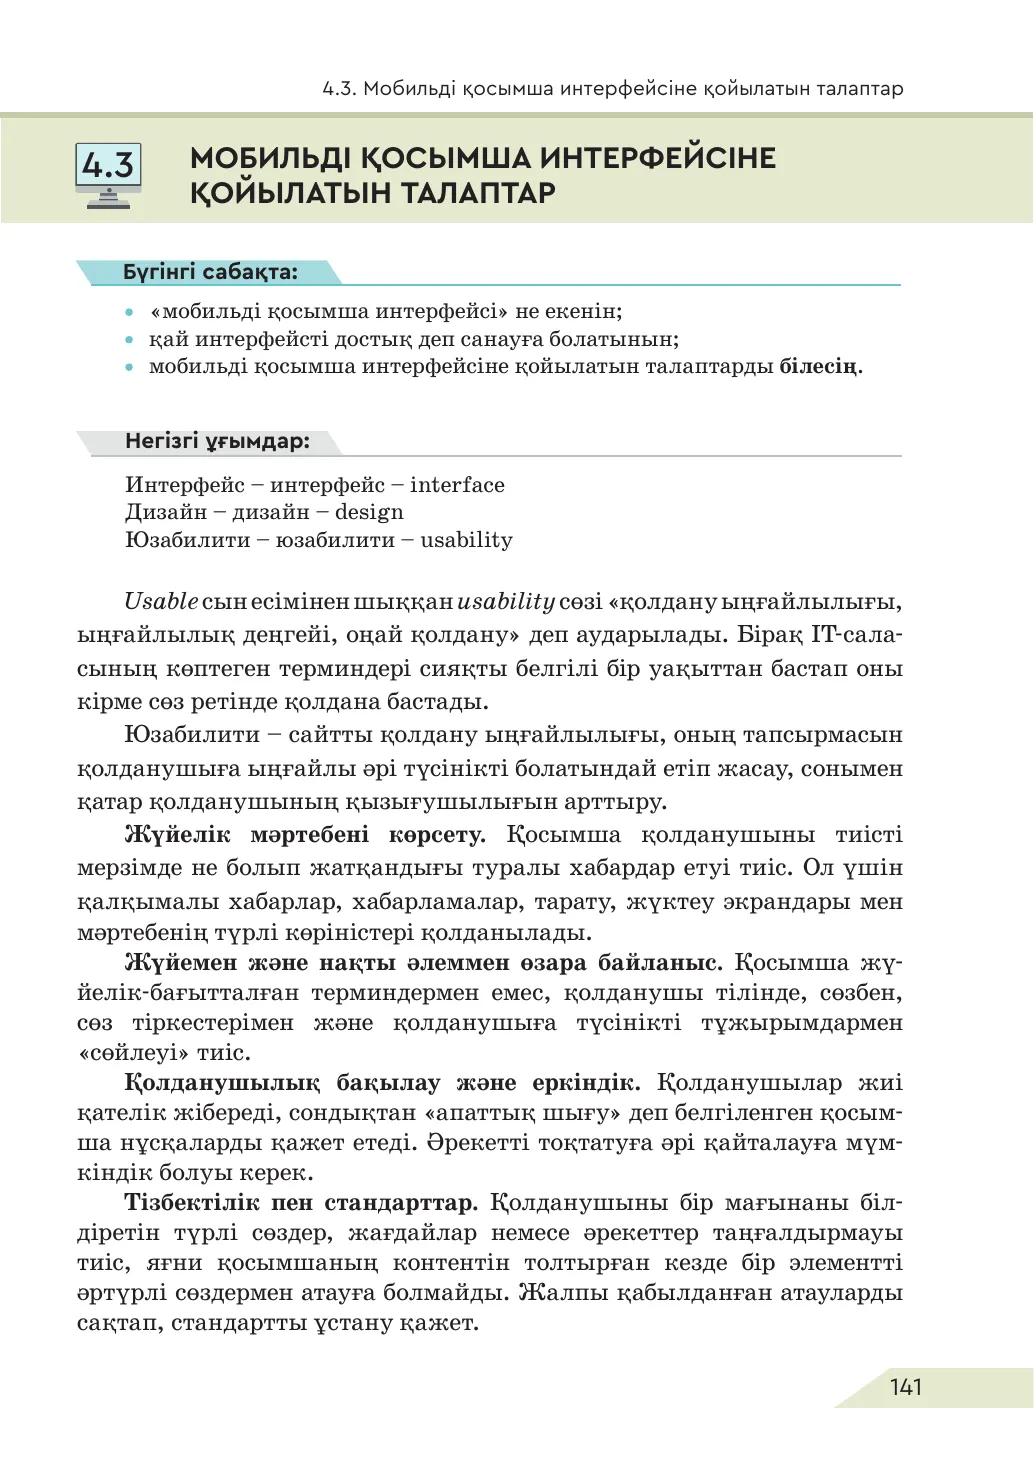 4.3. Мобильді қосымша интерфейсіне қойылатын талаптар
4.3
МОБИЛЬДІ ҚОСЫМША ИНТЕРФЕЙСІНЕ
ҚОЙЫЛАТЫН ТАЛАПТАР
Бүгінгі сабақта:
• «мобильді қосымша интерфейсі» не екенін;
• қай интерфейсті достық деп санауға болатынын;
• мобильді қосымша интерфейсіне қойылатын талаптарды білесің.
Негізгі ұғымдар:
Интерфейс – интерфейс – interface
Дизайн – дизайн – design
Юзабилити – юзабилити – usability
Usable сын есімінен шыққан usability сөзі «қолдану ыңғайлылығы,
ыңғайлылық деңгейі, оңай қолдану» деп аударылады. Бірақ IT-сала-
сының көптеген терминдері сияқты белгілі бір уақыттан бастап оны
кірме сөз ретінде қолдана бастады.
Юзабилити – сайтты қолдану ыңғайлылығы, оның тапсырмасын
қолданушыға ыңғайлы әрі түсінікті болатындай етіп жасау, сонымен
қатар қолданушының қызығушылығын арттыру.
Жүйелік мәртебені көрсету. Қосымша қолданушыны тиісті
мерзімде не болып жатқандығы туралы хабардар етуі тиіс. Ол үшін
қалқымалы хабарлар, хабарламалар, тарату, жүктеу экрандары мен
мәртебенің түрлі көріністері қолданылады.
Жүйемен және нақты әлеммен өзара байланыс. Қосымша жү-
йелік-бағытталған терминдермен емес, қолданушы тілінде, сөзбен,
сөз тіркестерімен және қолданушыға түсінікті тұжырымдармен
«сөйлеуі» тиіс.
Қолданушылық бақылау және еркіндік. Қолданушылар жиі
қателік жібереді, сондықтан «апаттық шығу» деп белгіленген қосым-
ша нұсқаларды қажет етеді. Әрекетті тоқтатуға әрі қайталауға мүм-
кіндік болуы керек.
Тізбектілік пен стандарттар. Қолданушыны бір мағынаны біл-
діретін түрлі сөздер, жағдайлар немесе әрекеттер таңғалдырмауы
тиіс, яғни қосымшаның контентін толтырған кезде бір элементті
әртүрлі сөздермен атауға болмайды. Жалпы қабылданған атауларды
сақтап, стандартты ұстану қажет.
141